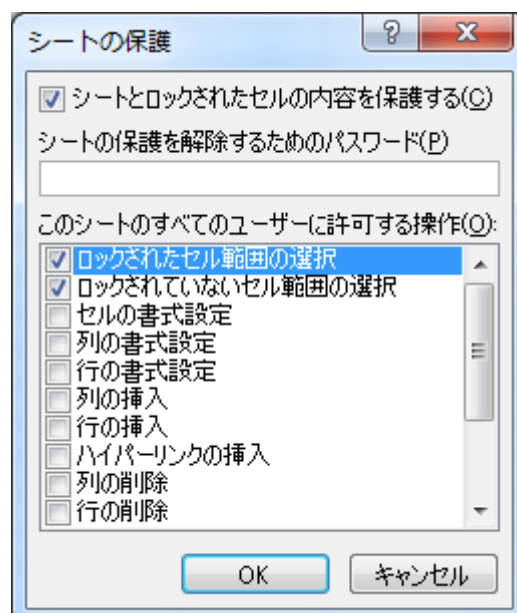 シートの保護
シートとロックされたセルの内容を保護する(C)
シートの保護を解除するためのパスワード(P)
このシートのすべてのユーザーに許可する操作(O):
ロックされたセル範囲の選択
ロックされていないセル範囲の選択
セルの書式設定
列の書式設定
行の書式設定
列の挿入
行の挿入
ハイパーリンクの挿入
列の削除
行の削除
OK
キャンセル